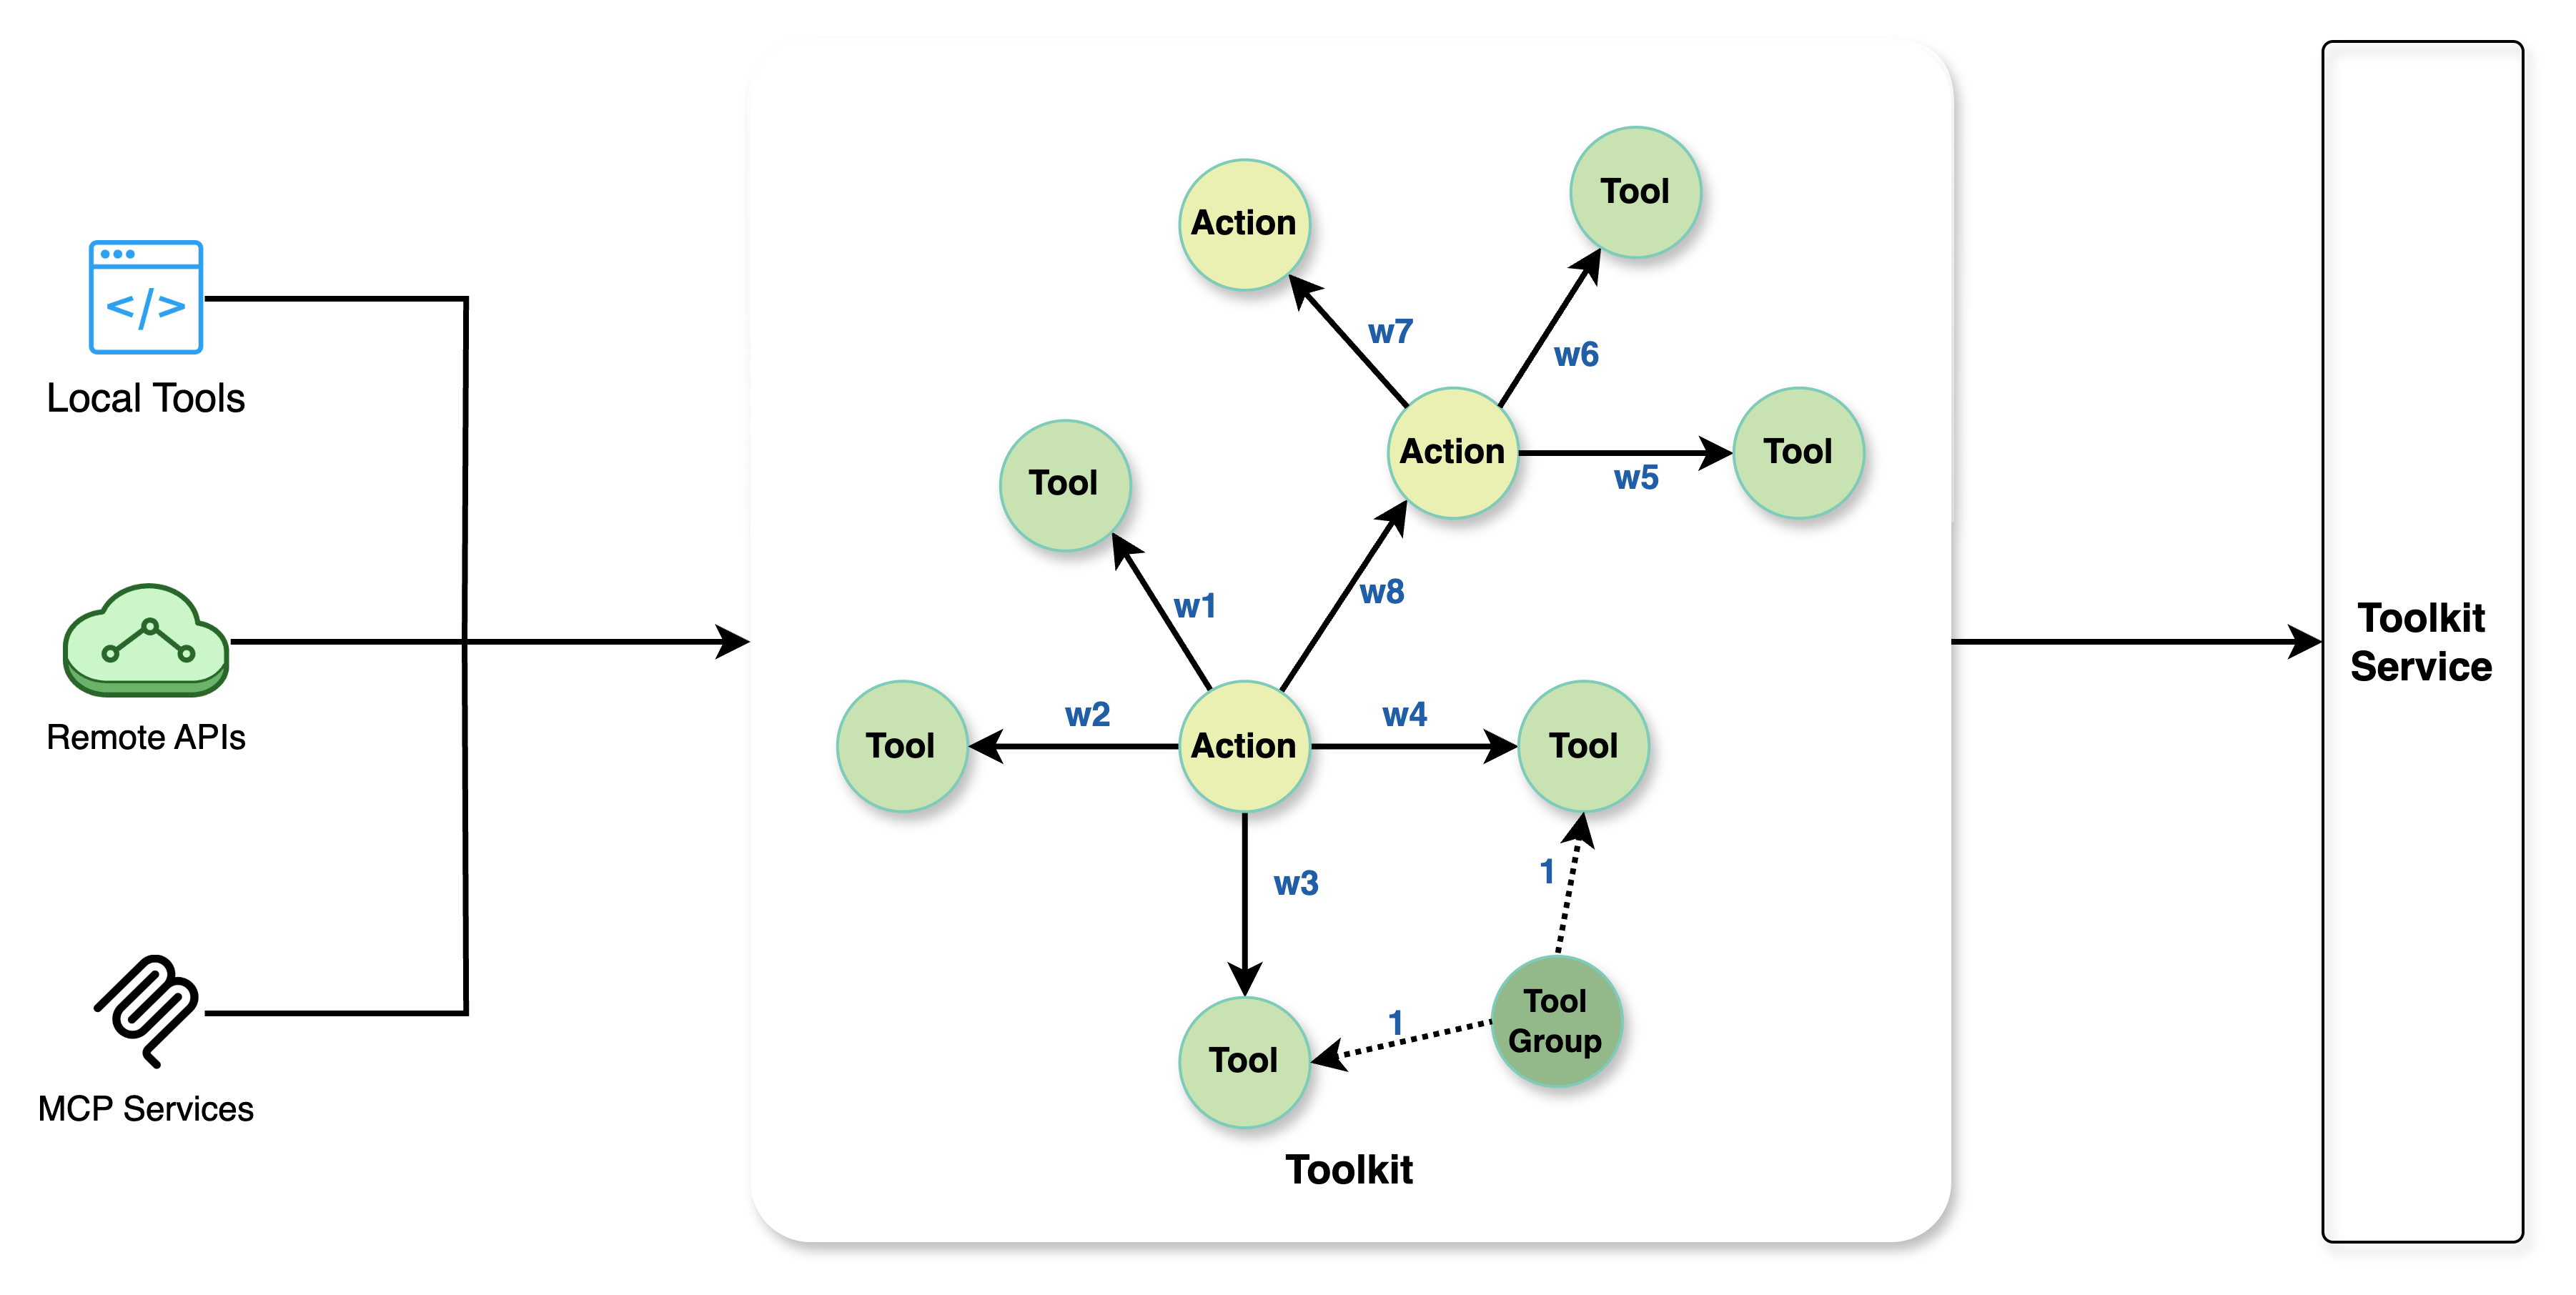 Local Tools
Remote APIs
MCP Services
Action
Tool
w7
w6
Action
Tool
w5
Tool
w8
w1
w2
w4
Tool
Action
Tool
w3
1
1
Tool
Group
Tool
Toolkit
Toolkit
Service
</>